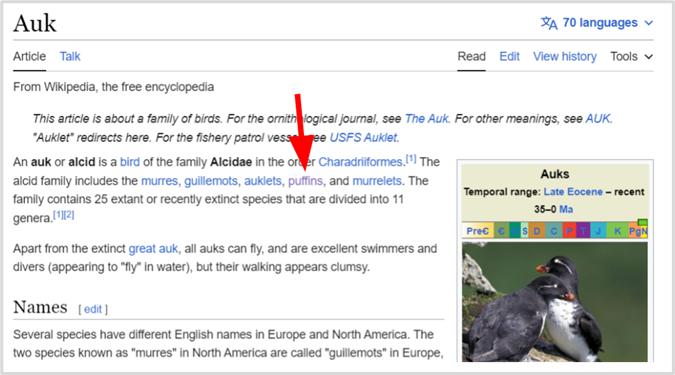 Auk
70 languages
Article Talk Read Edit View history Tools
From Wikipedia, the free encyclopedia
This article is about a family of birds. For the ornithological journal, see The Auk. For other meanings, see AUK.
"Auklet" redirects here. For the fishery patrol vessel, see USFS Auklet.
An auk or alcid is a bird of the family Alcidae in the order Charadriiformes.[1] The
alcid family includes the murres, guillemots, auklets, puffins, and murrelets. The
family contains 25 extant or recently extinct species that are divided into 11
genera.[1][2]
Apart from the extinct great auk, all auks can fly, and are excellent swimmers and
divers (appearing to "fly" in water), but their walking appears clumsy.
Names [ edit ]
Several species have different English names in Europe and North America. The
two species known as "murres" in North America are called "guillemots" in Europe,
Auks
Temporal range: Late Eocene – recent
35–0 Ma
PreꞒ Ꞓ O S D C P T J K Pg N